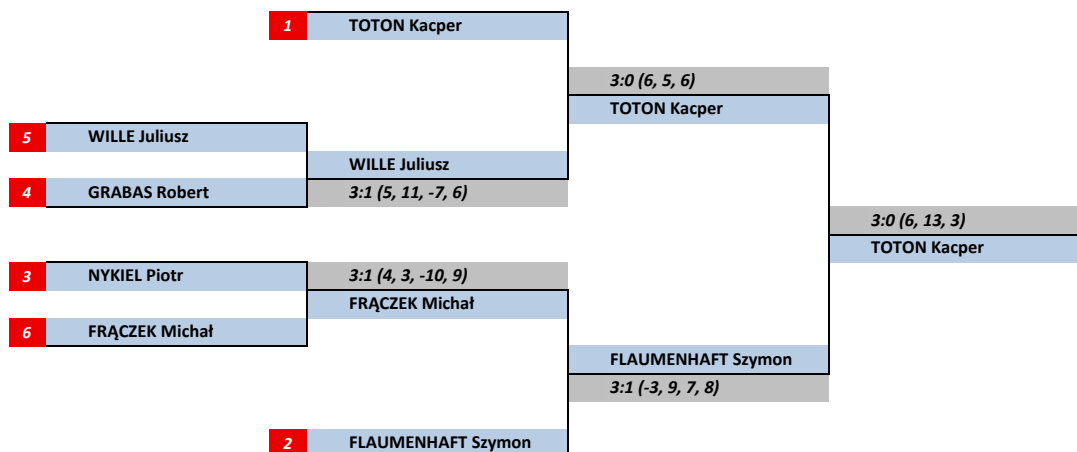 1 TOTON Kacper
3:0 (6, 5, 6)
TOTON Kacper
5 WILLE Juliusz
WILLE Juliusz
4 GRABAS Robert
3:1 (5, 11, -7, 6)
3:0 (6, 13, 3)
TOTON Kacper
3 NYKIEL Piotr
3:1 (4, 3, -10, 9)
FRĄCZEK Michał
6 FRĄCZEK Michał
FLAUMENHAFT Szymon
3:1 (-3, 9, 7, 8)
2 FLAUMENHAFT Szymon